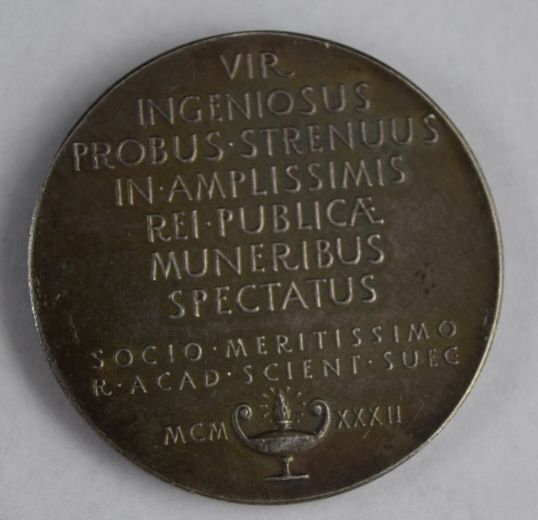 VIR
INGENIOSUS
PROBUS·STRENUUS
IN·AMPLISSIMIS
REI·PUBLICÆ
MUNERIBUS
SPECTATUS
SOCIO·MERITISSIMO
R·ACAD·SCIENT·SUEC
MCM XXXII